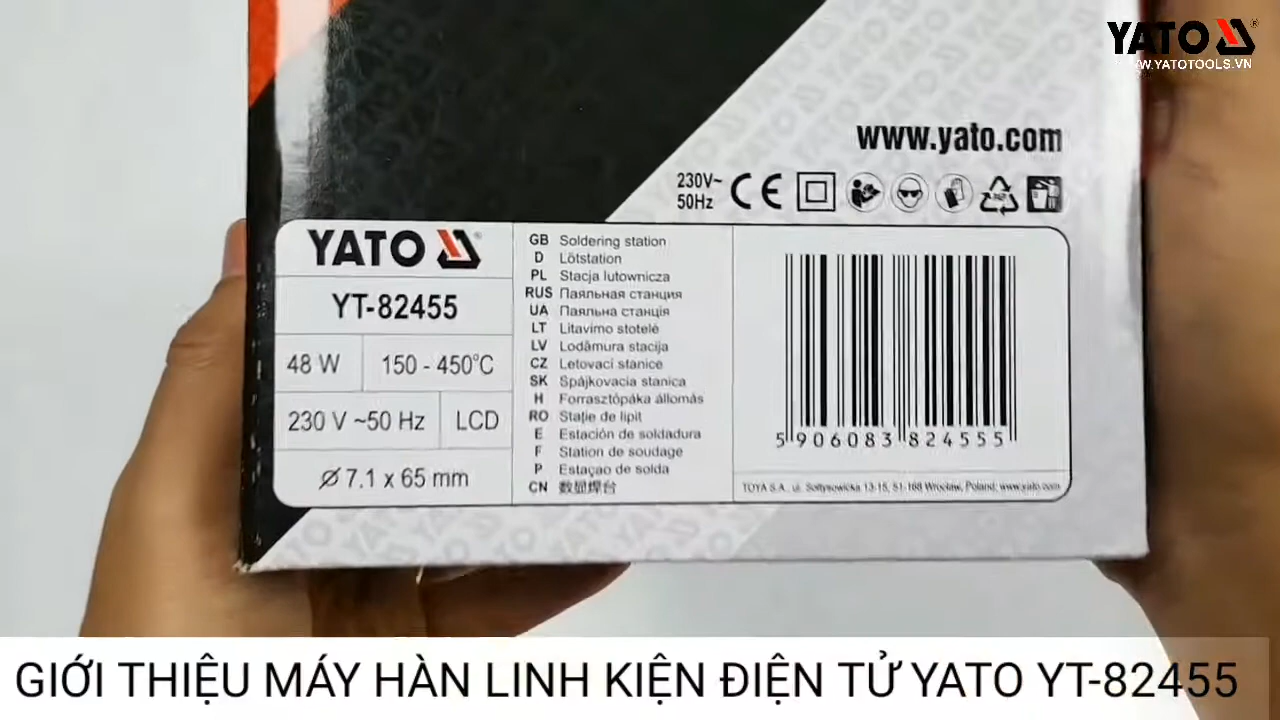 YATO
WWW.YATOTOOLS.VN
www.yato.com
230V~
50Hz
CE
YATO
YT-82455
48 W
150 - 450°C
230 V ~50 Hz
LCD
Ø 7.1 x 65 mm
GB Soldering station
D Lötstation
PL Stacja lutownicza
RUS Паяльная станция
UA Паяльна станція
LT Litavimo stotelė
LV Lodāmura stacija
CZ Letovací stanice
SK Spájkovacia stanica
H Forrasztópáka állomás
RO Staţie de lipit
E Estación de soldadura
F Station de soudage
P Estaçao de solda
CN 数显焊台
5 906083 824555
TOYA S.A., ul. Sołtysowicka 13-15, 51-168 Wrocław, Poland; www.yato.com
GIỚI THIỆU MÁY HÀN LINH KIỆN ĐIỆN TỬ YATO YT-82455